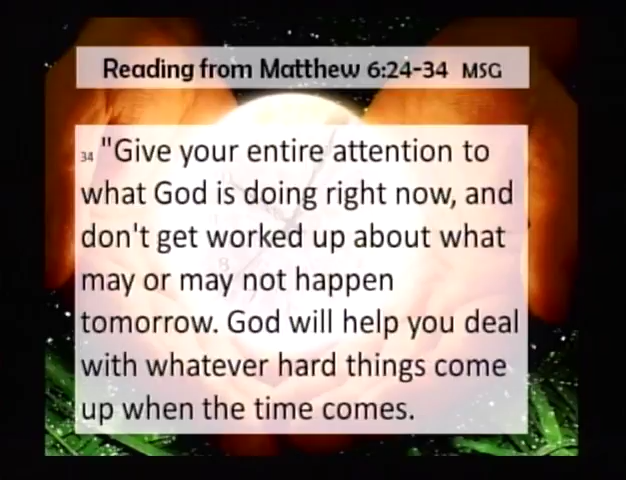 Reading from Matthew 6:24-34 MSG
34 "Give your entire attention to
what God is doing right now, and
don't get worked up about what
may or may not happen
tomorrow. God will help you deal
with whatever hard things come
up when the time comes.